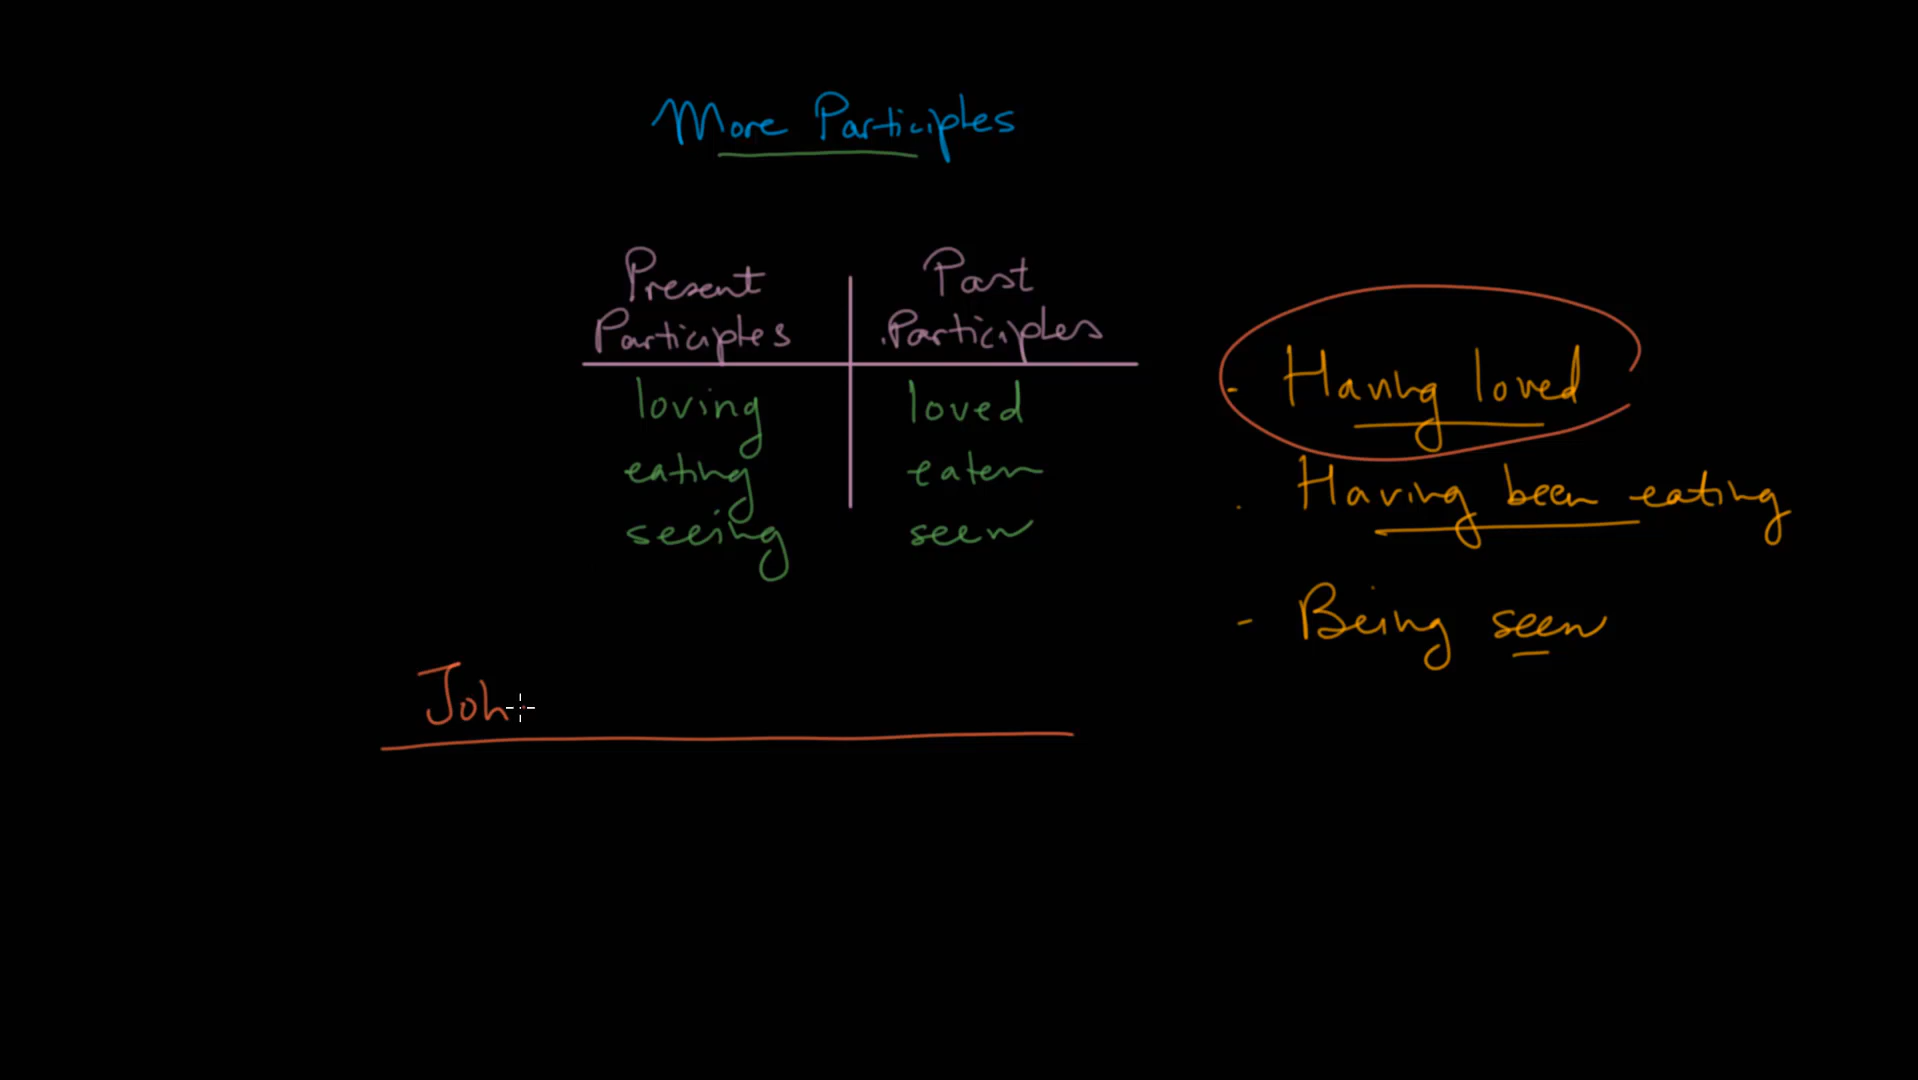 More Participles
Present Participles
Past Participles
loving
loved
eating
eaten
seeing
seen
- Having loved
. Having been eating
- Being seen
Joh